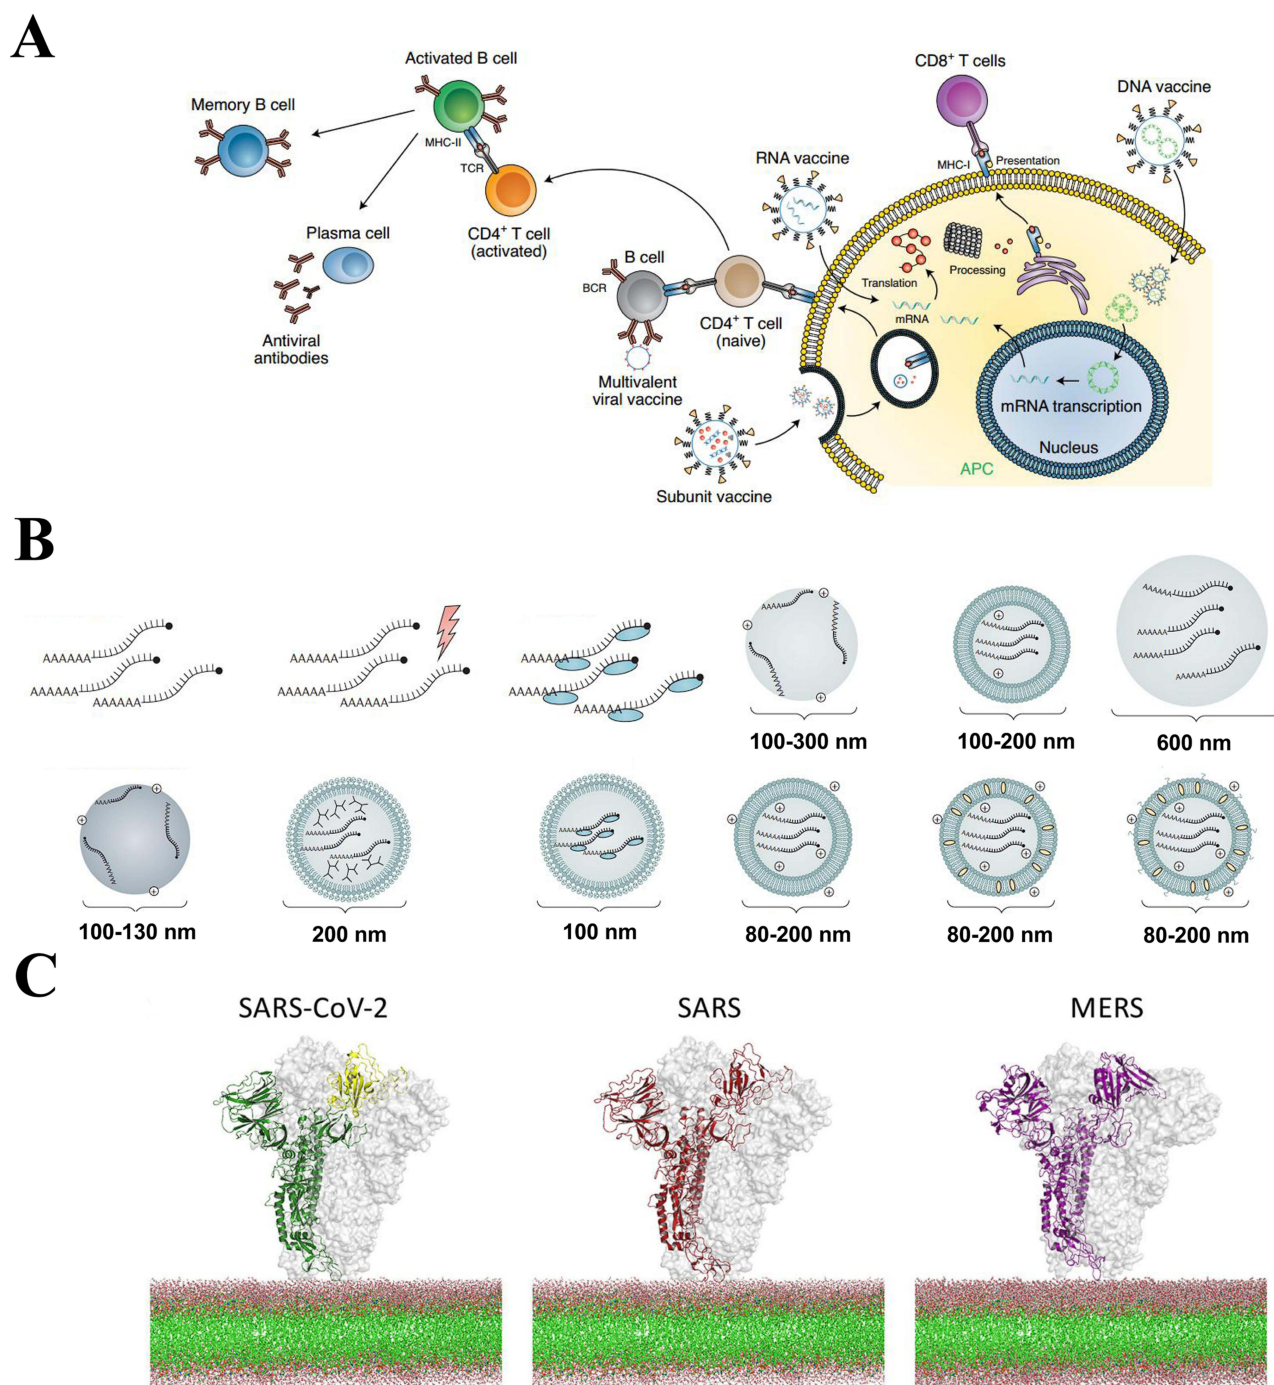 A
Activated B cell
Memory B cell
MHC-II
TCR
Plasma cell
CD4⁺ T cell
(activated)
Antiviral
antibodies
CD8⁺ T cells
DNA vaccine
RNA vaccine
MHC-I
Presentation
B cell
BCR
Translation
Processing
mRNA
CD4⁺ T cell
(naive)
Multivalent
viral vaccine
mRNA transcription
Nucleus
APC
Subunit vaccine
B
AAAAAA
AAAAAA
AAAAAA
AAAAAA
AAAAAA
AAAAAA
AAAAAA
AAAAAA
AAAAAA
100-300 nm
100-200 nm
600 nm
100-130 nm
200 nm
100 nm
80-200 nm
80-200 nm
80-200 nm
C
SARS-CoV-2
SARS
MERS